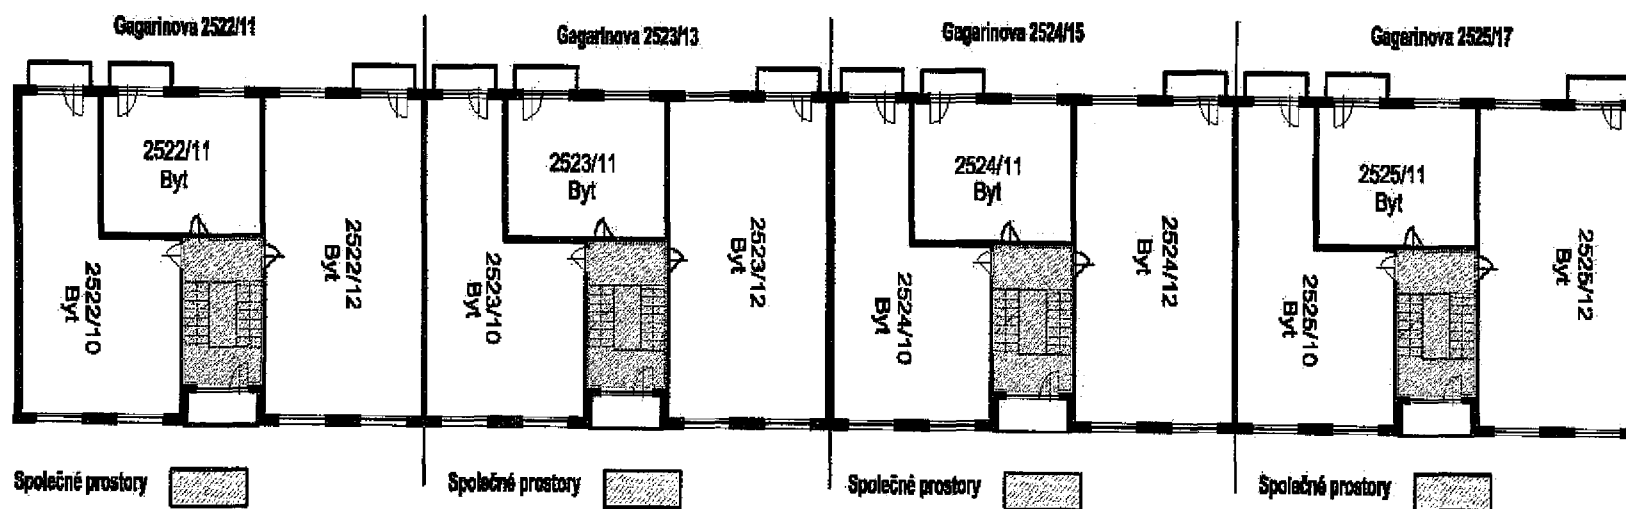 Gagarinova 2522/11
Gagarinova 2523/13
Gagarinova 2524/15
Gagarinova 2525/17
2522/11
Byt
2523/11
Byt
2524/11
Byt
2525/11
Byt
2522/10
Byt
2522/12
Byt
2523/10
Byt
2523/12
Byt
2524/10
Byt
2524/12
Byt
2525/10
Byt
2525/12
Byt
Společné prostory
Společné prostory
Společné prostory
Společné prostory